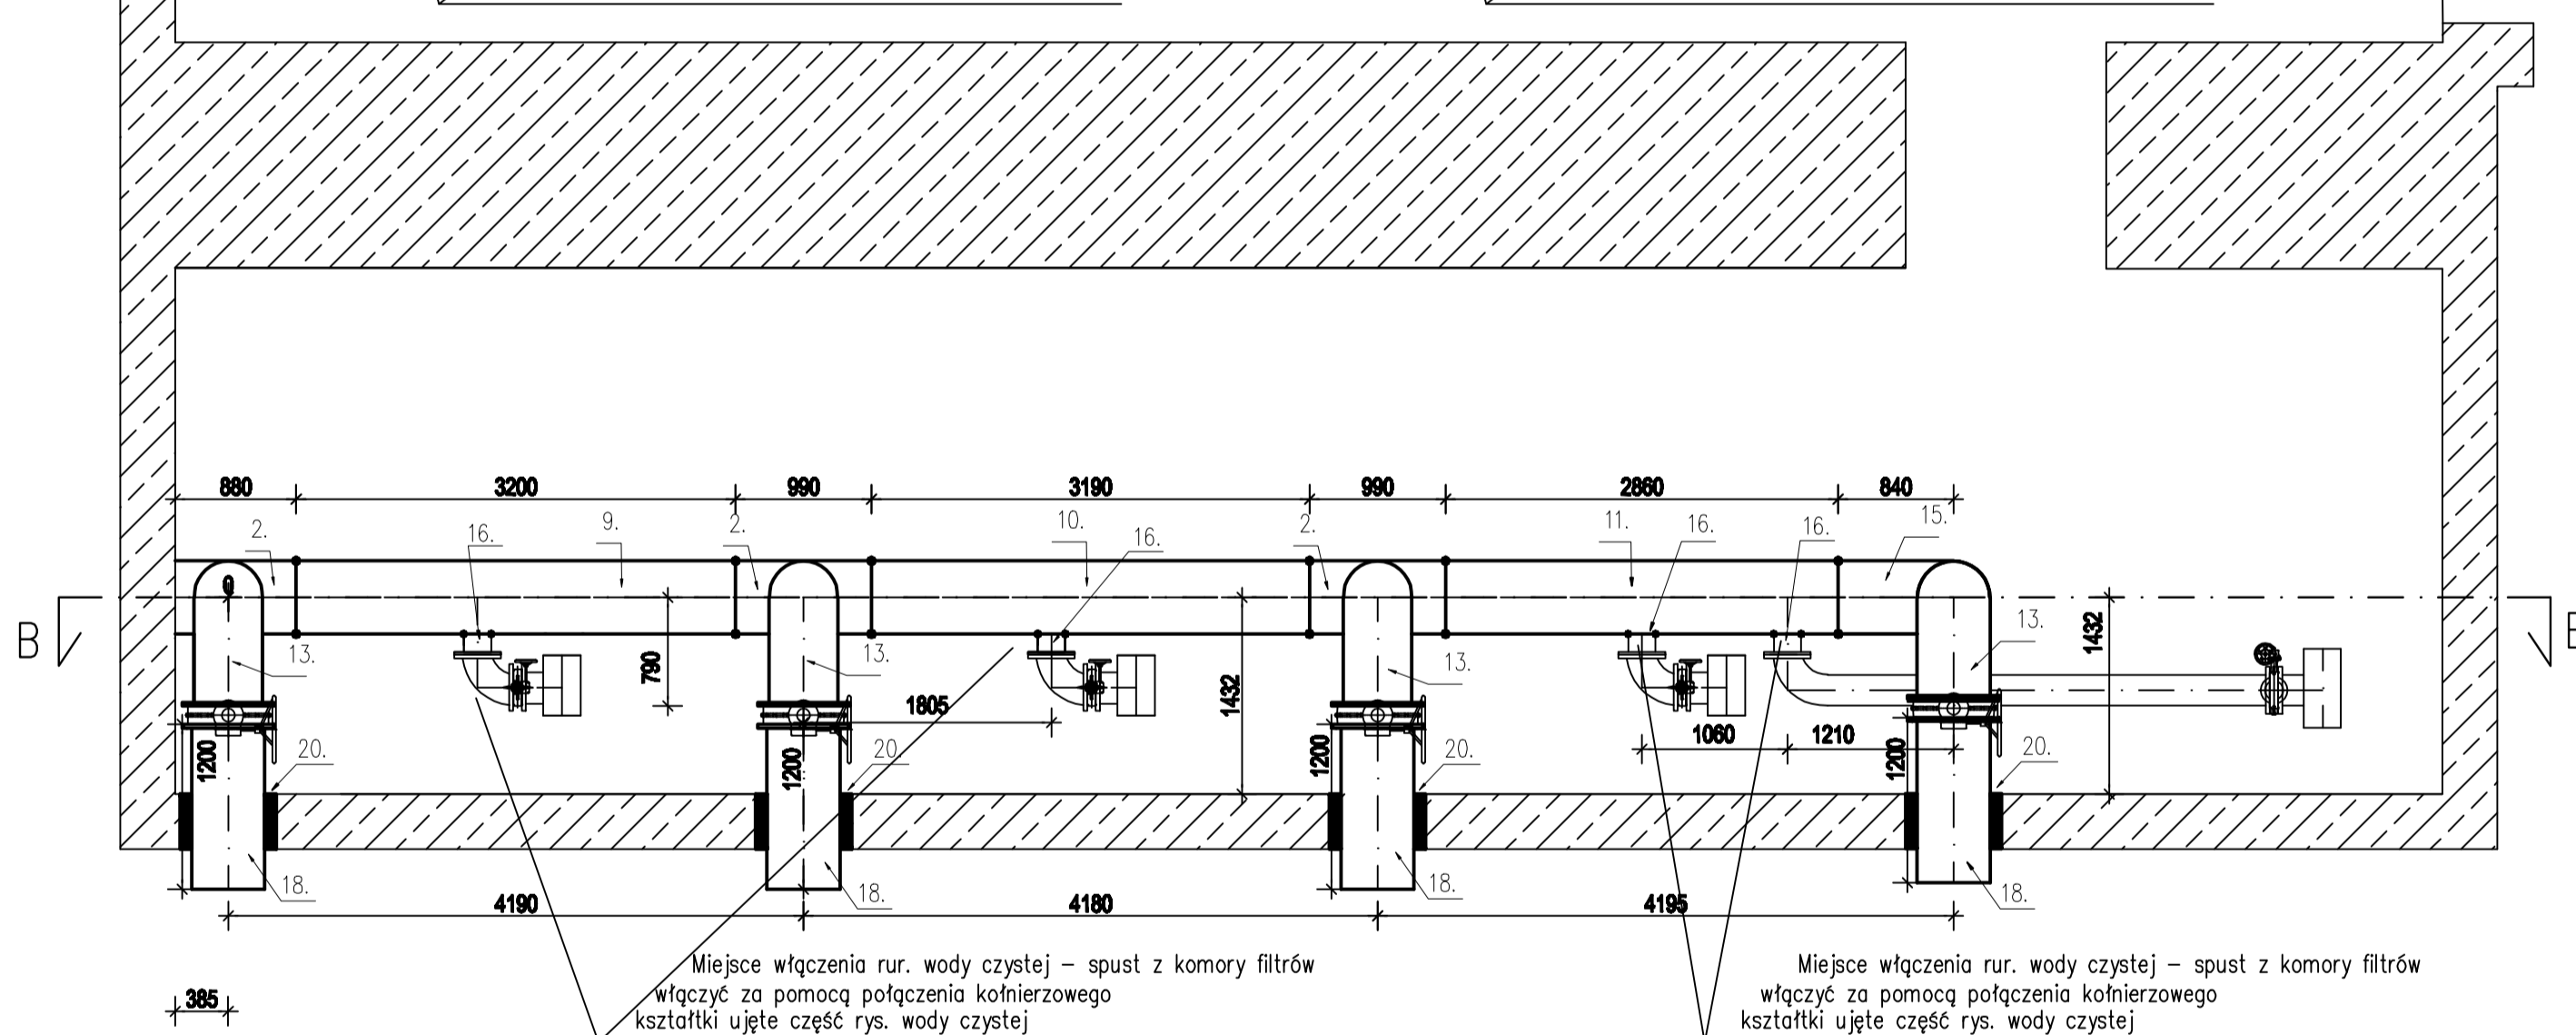 880 3200 990 3190 990 2860 840
2. 16. 9. 2. 10. 16. 2. 11. 16. 16. 15.
B
13. 790 13. 1432 13. 13. 1432
1805
1200 20. 1200 20. 1200 20. 1060 1210 1200 20.
18. 18. 18. 18.
4190 4180 4195
385
Miejsce włączenia rur. wody czystej – spust z komory filtrów
włączyć za pomocą połączenia kołnierzowego
kształtki ujęte część rys. wody czystej
Miejsce włączenia rur. wody czystej – spust z komory filtrów
włączyć za pomocą połączenia kołnierzowego
kształtki ujęte część rys. wody czystej